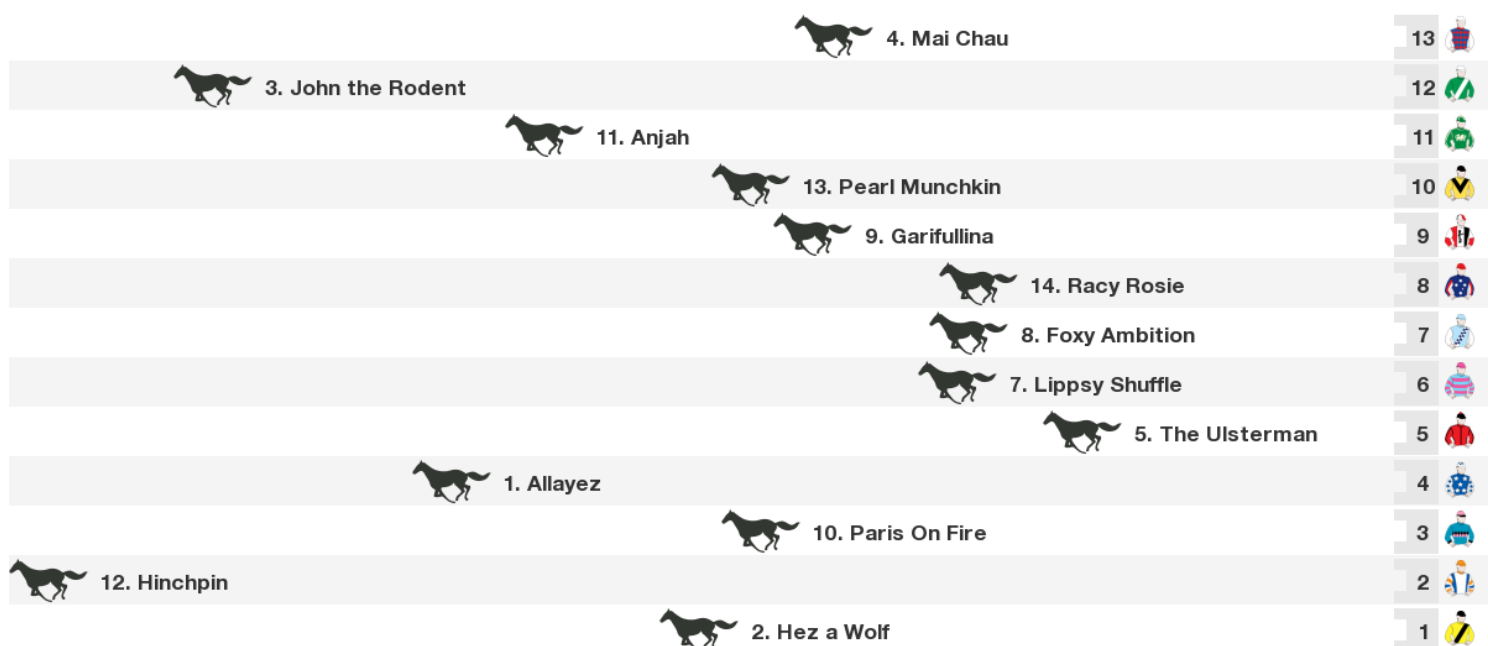 4. Mai Chau 13
3. John the Rodent 12
11. Anjah 11
13. Pearl Munchkin 10
9. Garifullina 9
14. Racy Rosie 8
8. Foxy Ambition 7
7. Lippsy Shuffle 6
5. The Ulsterman 5
1. Allayez 4
10. Paris On Fire 3
12. Hinchpin 2
2. Hez a Wolf 1